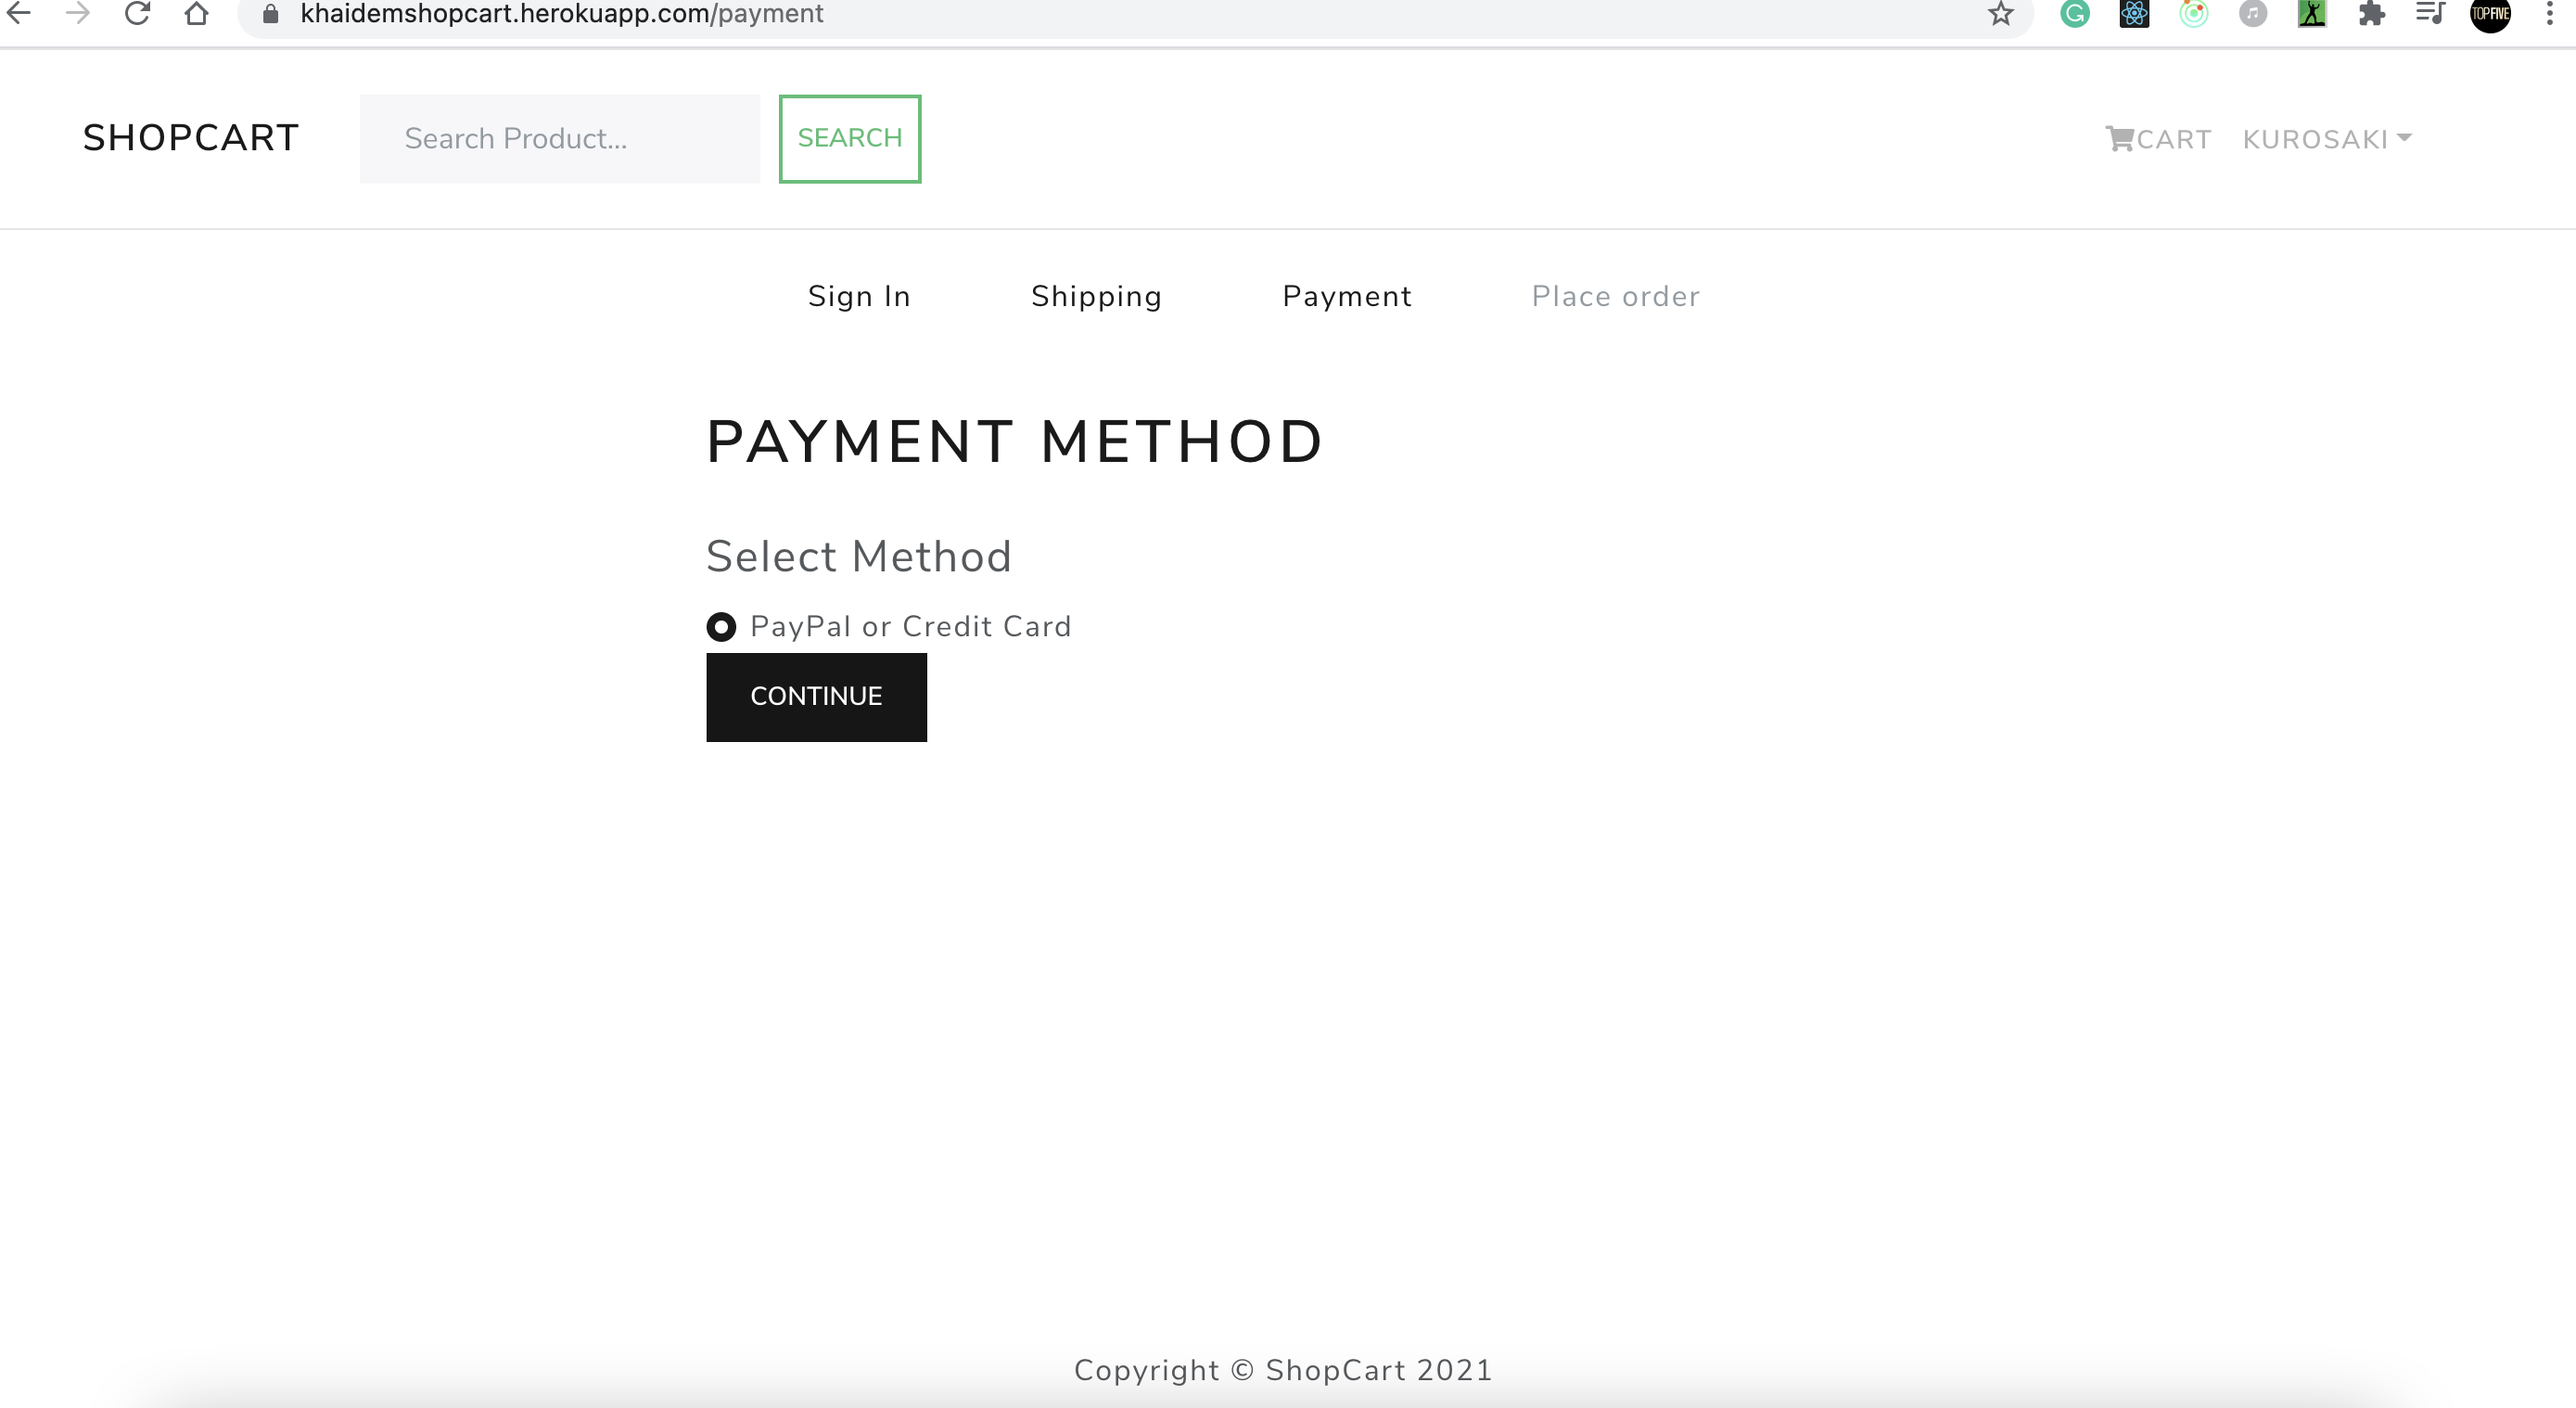 khaidemshopcart.herokuapp.com/payment
TOPFIVE
SHOPCART
Search Product...
SEARCH
CART
KUROSAKI
Sign In
Shipping
Payment
Place order
PAYMENT METHOD
Select Method
PayPal or Credit Card
CONTINUE
Copyright © ShopCart 2021